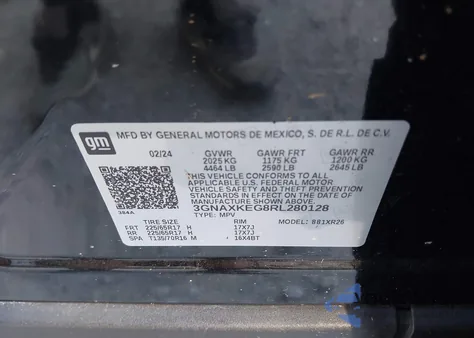 gm MFD BY GENERAL MOTORS DE MEXICO, S. DE R.L. DE C.V.
02/24 GVWR GAWR FRT GAWR RR
2025 KG 1175 KG 1200 KG
4464 LB 2590 LB 2645 LB
THIS VEHICLE CONFORMS TO ALL
APPLICABLE U.S. FEDERAL MOTOR
VEHICLE SAFETY AND BUMPER
STANDARDS IN EFFECT ON THE DATE
OF MANUFACTURE SHOWN ABOVE.
3GNAXKEG8RL280128
384A TYPE: MPV
TIRE SIZE RIM MODEL:
FRT 225/65R17 H 17X7J
RR 225/65R17 H 17X7J
SPA T135/70R16 M 16X4BT